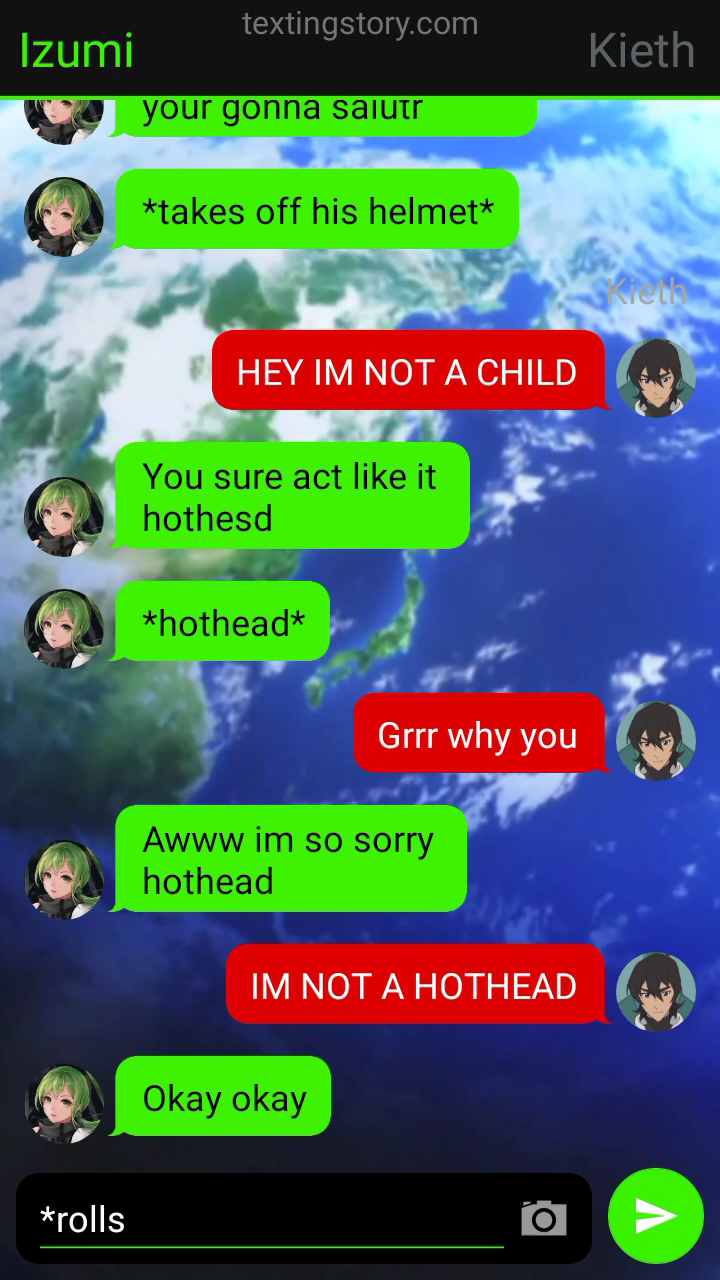 textingstory.com
Izumi
Kieth
your gonna salutr
*takes off his helmet*
Kieth
HEY IM NOT A CHILD
You sure act like it
hothesd
*hothead*
Grrr why you
Awww im so sorry
hothead
IM NOT A HOTHEAD
Okay okay
*rolls